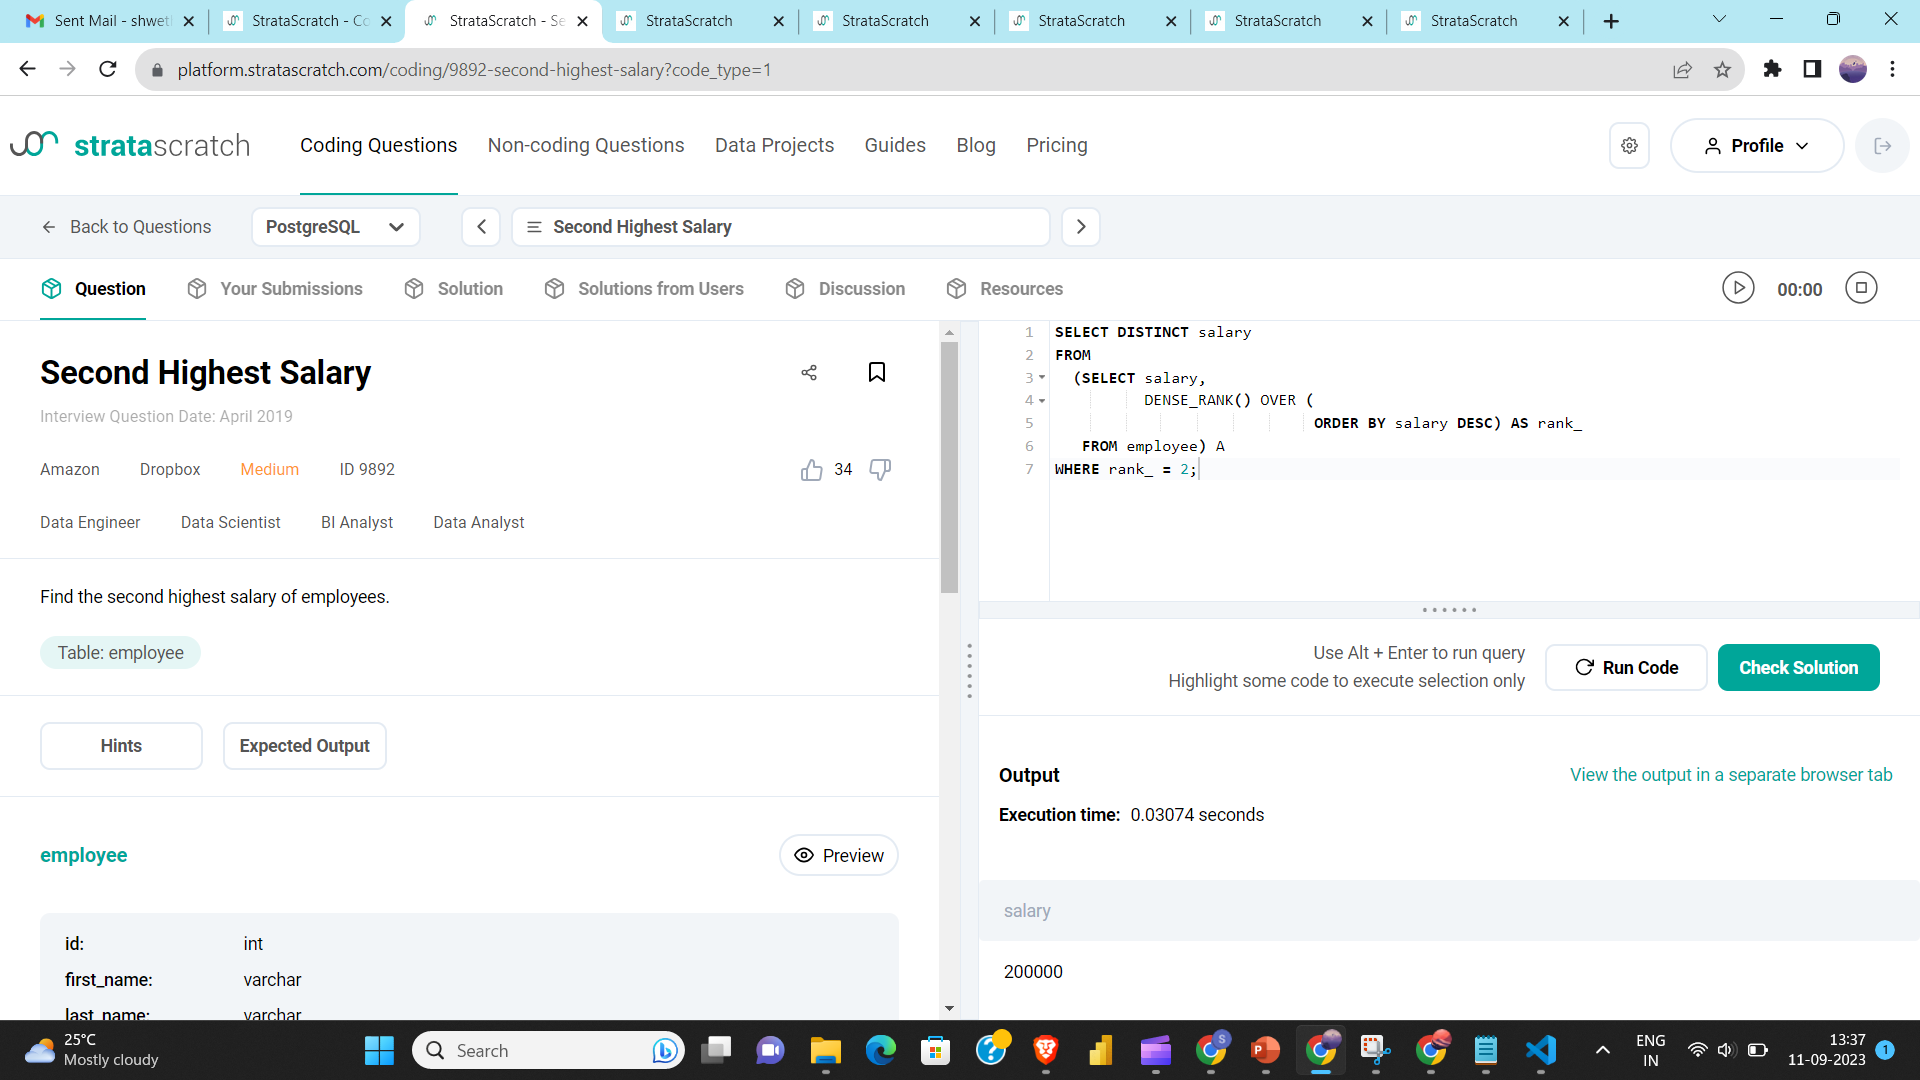 Sent Mail - shwetl
StrataScratch - Co
StrataScratch - Se
StrataScratch
StrataScratch
StrataScratch
StrataScratch
StrataScratch
platform.stratascratch.com/coding/9892-second-highest-salary?code_type=1
stratascratch
Coding Questions
Non-coding Questions
Data Projects
Guides
Blog
Pricing
Profile
Back to Questions
PostgreSQL
Second Highest Salary
Question
Your Submissions
Solution
Solutions from Users
Discussion
Resources
00:00
Second Highest Salary
Interview Question Date: April 2019
Amazon
Dropbox
Medium
ID 9892
34
Data Engineer
Data Scientist
BI Analyst
Data Analyst
Find the second highest salary of employees.
Table: employee
Hints
Expected Output
employee
Preview
id: int
first_name: varchar
last_name: varchar
1 SELECT DISTINCT salary
2 FROM
3 (SELECT salary,
4 DENSE_RANK() OVER (
5 ORDER BY salary DESC) AS rank_
6 FROM employee) A
7 WHERE rank_ = 2;
Use Alt + Enter to run query
Highlight some code to execute selection only
Run Code
Check Solution
Output
View the output in a separate browser tab
Execution time: 0.03074 seconds
salary
200000
25°C
Mostly cloudy
Search
S
P
ENG
IN
13:37
11-09-2023
1